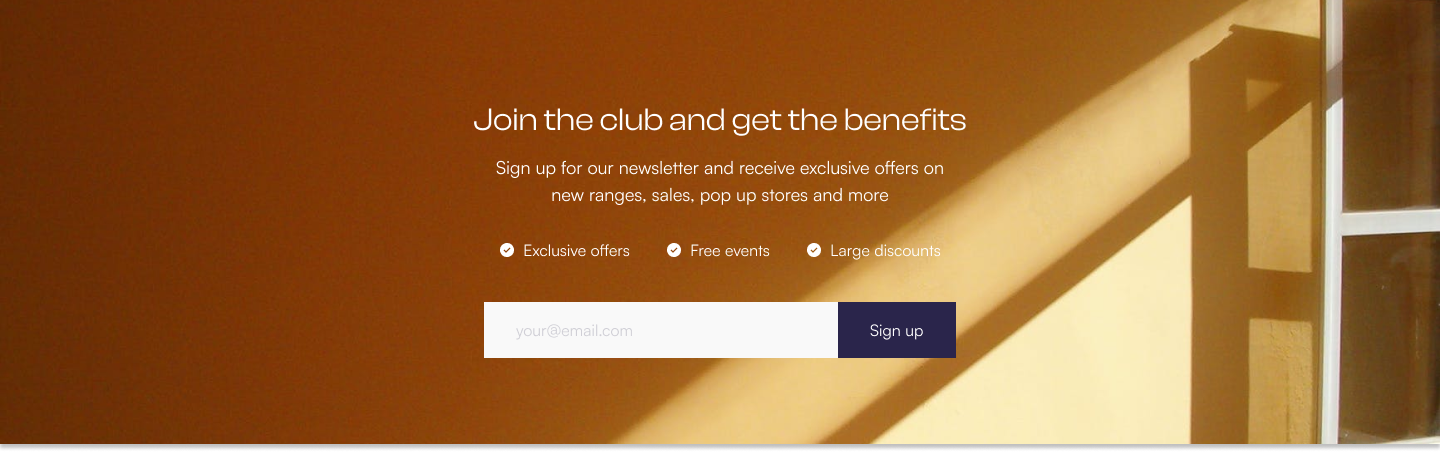 Join the club and get the benefits
Sign up for our newsletter and receive exclusive offers on
new ranges, sales, pop up stores and more
Exclusive offers Free events Large discounts
your@email.com Sign up